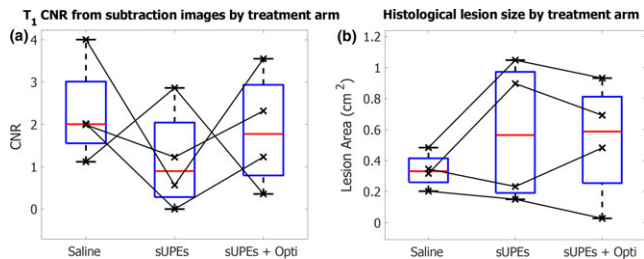 T1 CNR from subtraction images by treatment arm
(a)
CNR
4
3
2
1
0
Saline
sUPEs
sUPEs + Opti
Histological lesion size by treatment arm
(b)
Lesion Area (cm²)
1.2
1
0.8
0.6
0.4
0.2
0
Saline
sUPEs
sUPEs + Opti